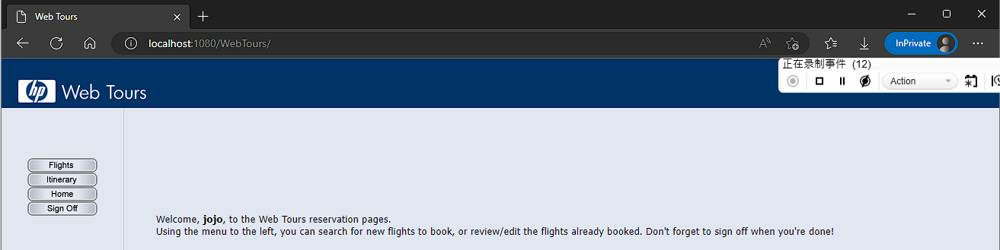 Web Tours
localhost:1080/WebTours/
InPrivate
正在录制事件 (12)
Action
hp Web Tours
Flights
Itinerary
Home
Sign Off
Welcome, jojo, to the Web Tours reservation pages.
Using the menu to the left, you can search for new flights to book, or review/edit the flights already booked. Don't forget to sign off when you're done!